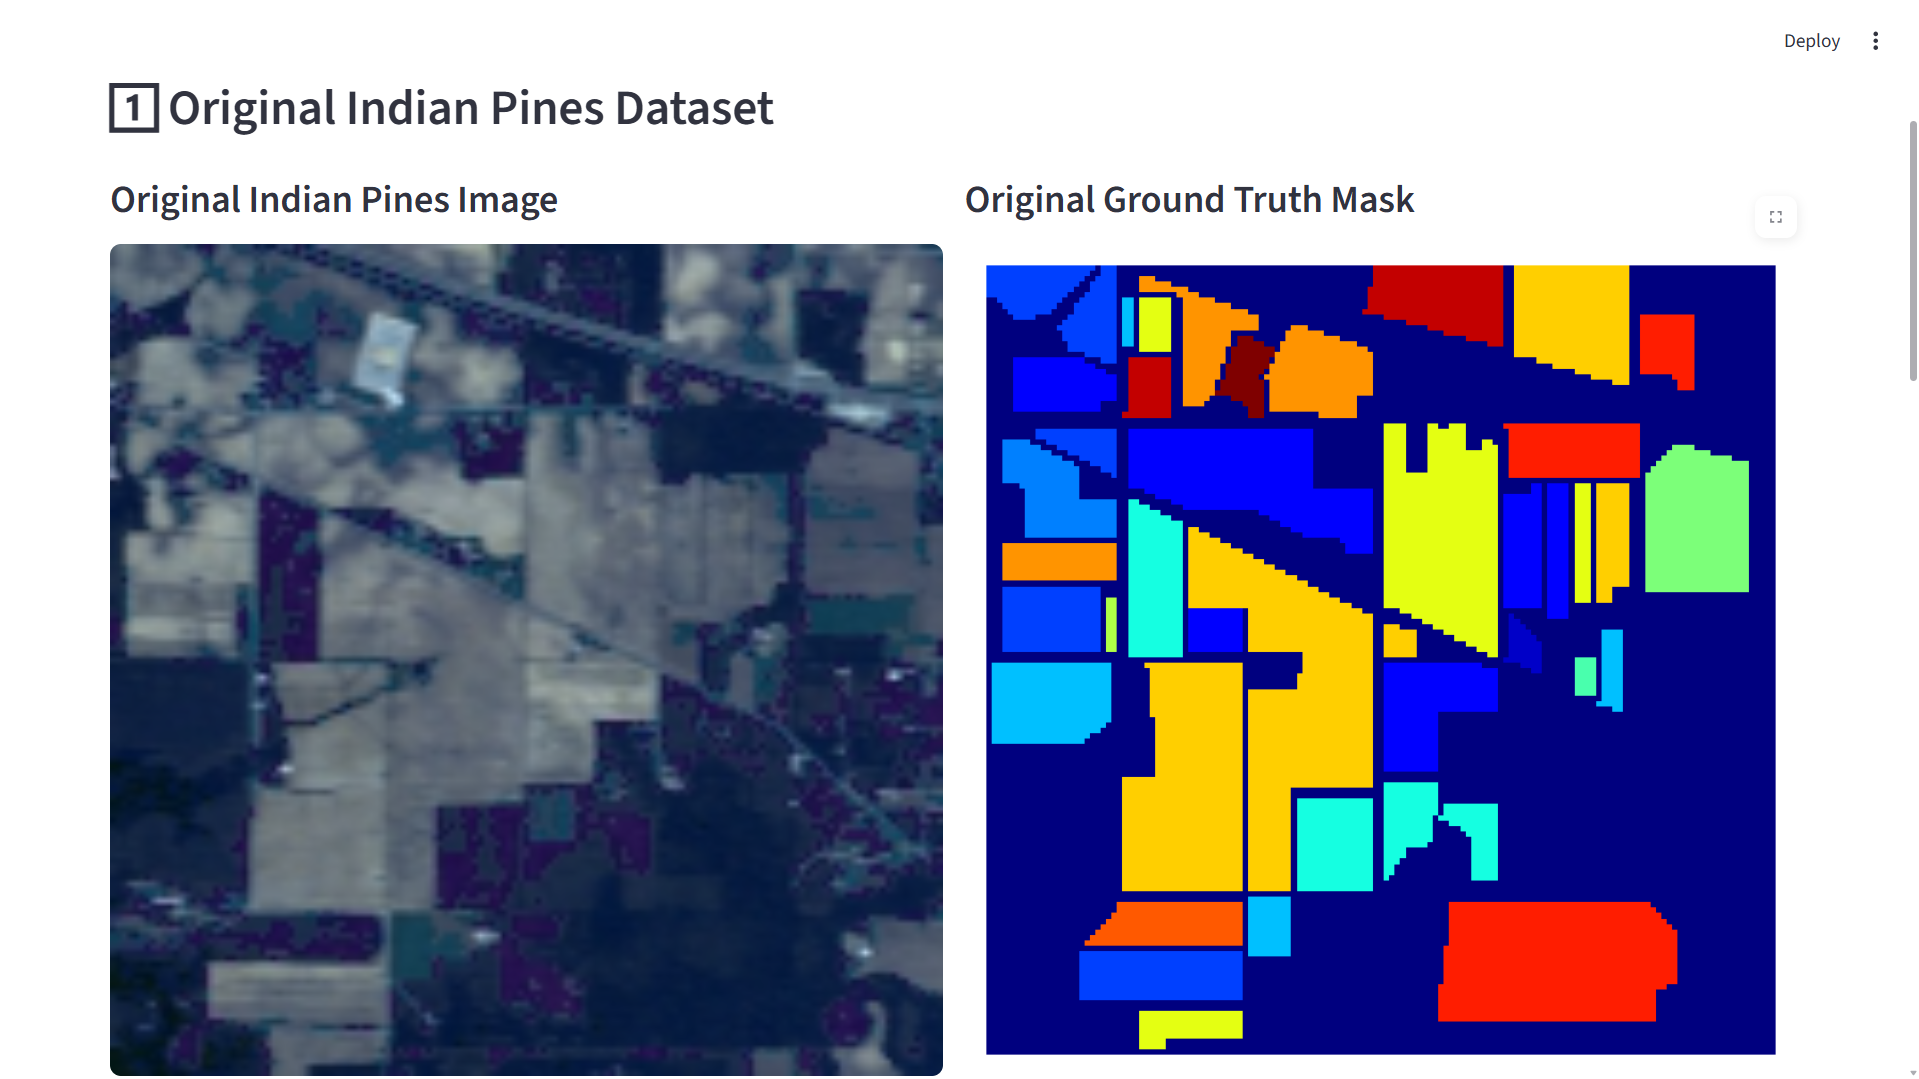 Deploy
1 Original Indian Pines Dataset
Original Indian Pines Image
Original Ground Truth Mask